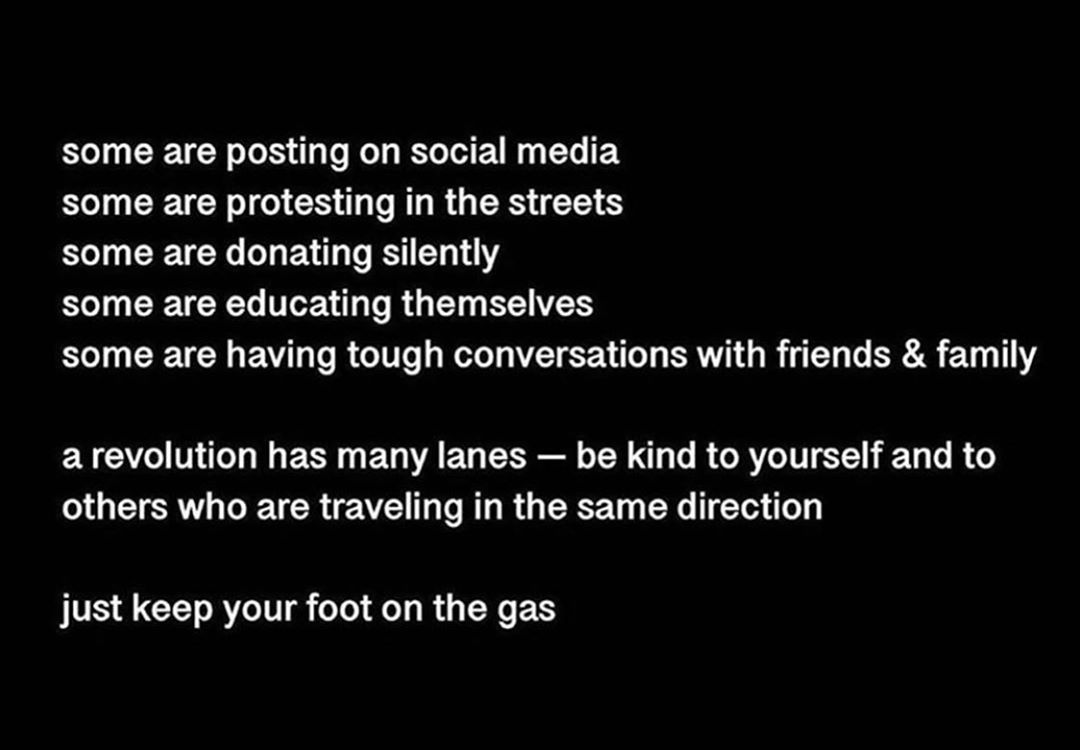 some are posting on social media
some are protesting in the streets
some are donating silently
some are educating themselves
some are having tough conversations with friends & family
a revolution has many lanes — be kind to yourself and to
others who are traveling in the same direction
just keep your foot on the gas